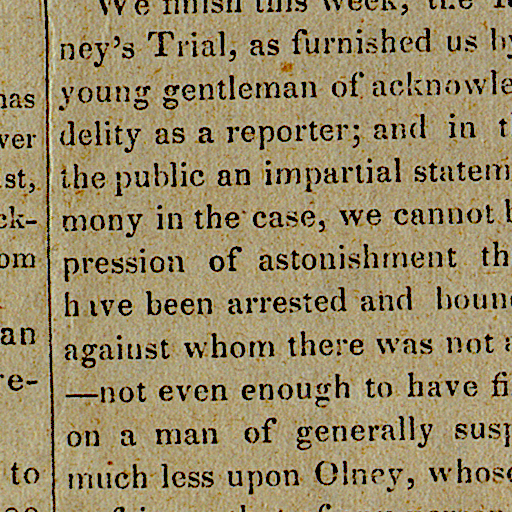 has
ver
st,
ck-
om
an
re-
to
We finish this week, the
ney's Trial, as furnished us by
young gentleman of acknowle
delity as a reporter; and in t
the public an impartial statem
mony in the case, we cannot b
pression of astonishment th
have been arrested and boun
against whom there was not a
—not even enough to have fi
on a man of generally susp
much less upon Olney, whose